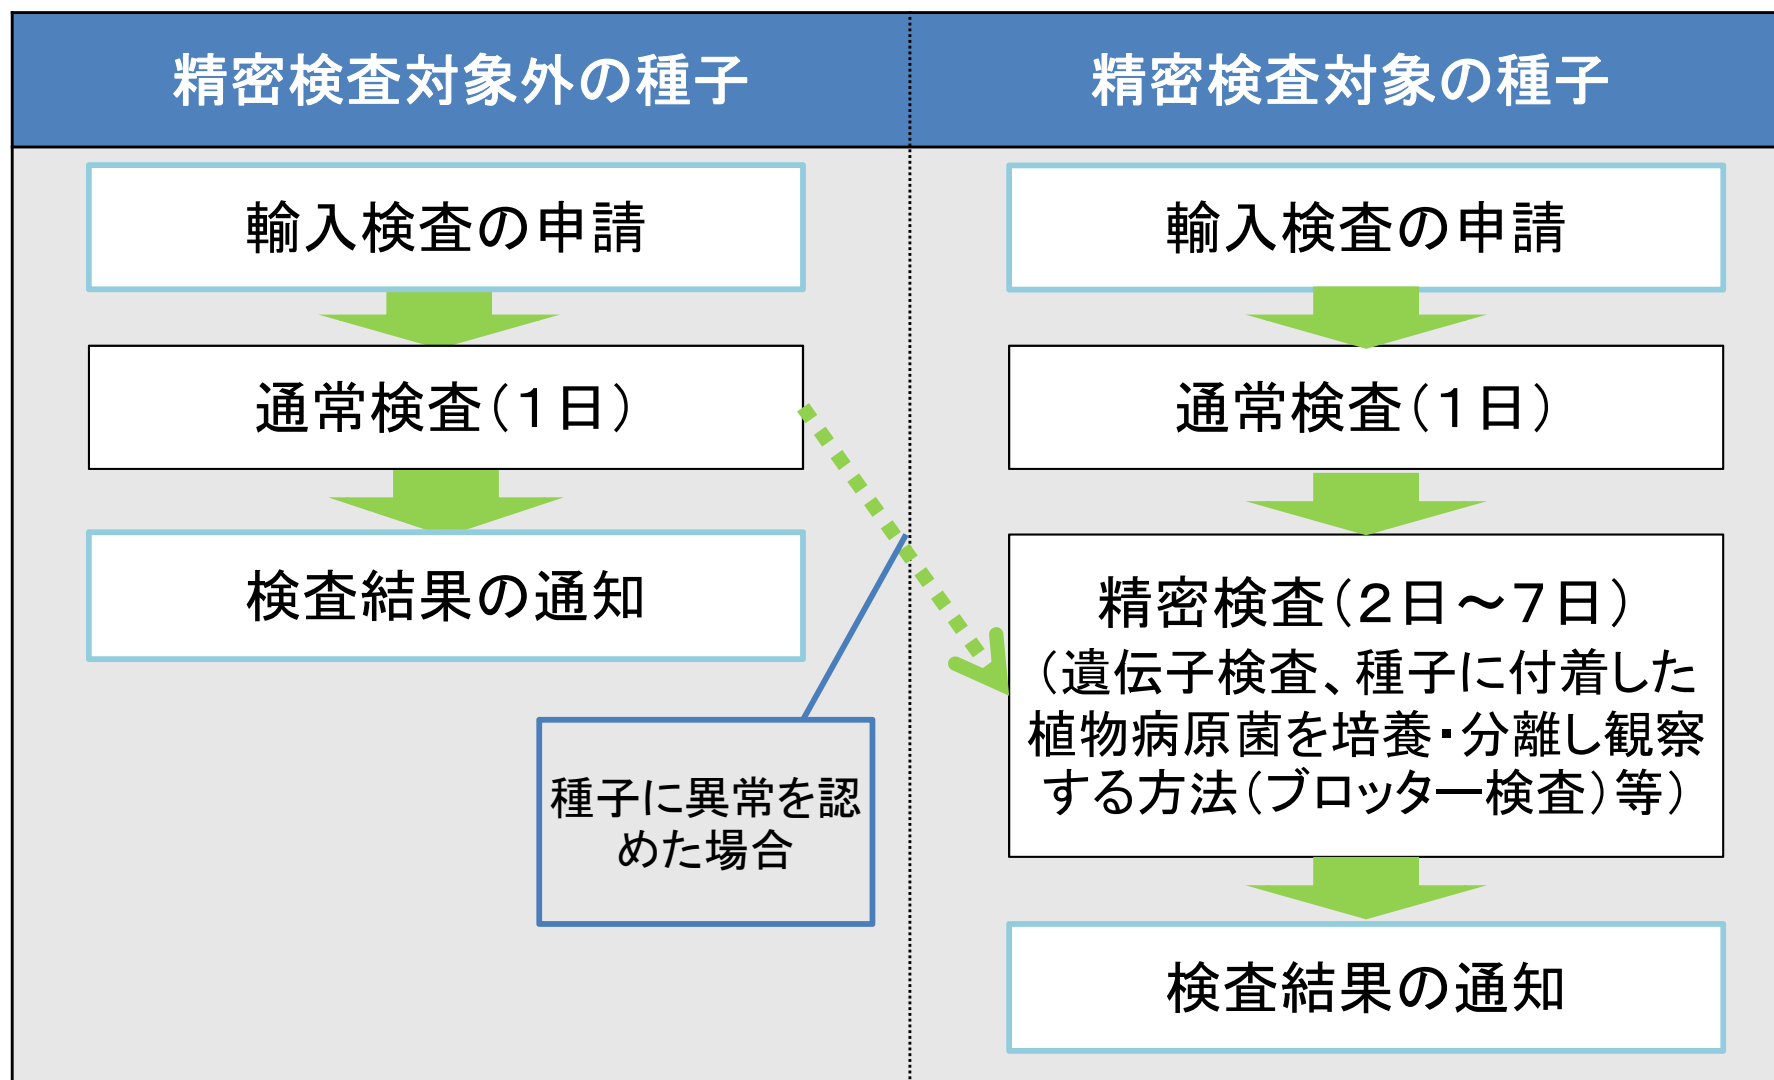 精密検査対象外の種子
輸入検査の申請
通常検査（１日）
検査結果の通知
種子に異常を認
めた場合
精密検査対象の種子
輸入検査の申請
通常検査（１日）
精密検査（２日～７日）
（遺伝子検査、種子に付着した
植物病原菌を培養・分離し観察
する方法（ブロッター検査）等）
検査結果の通知